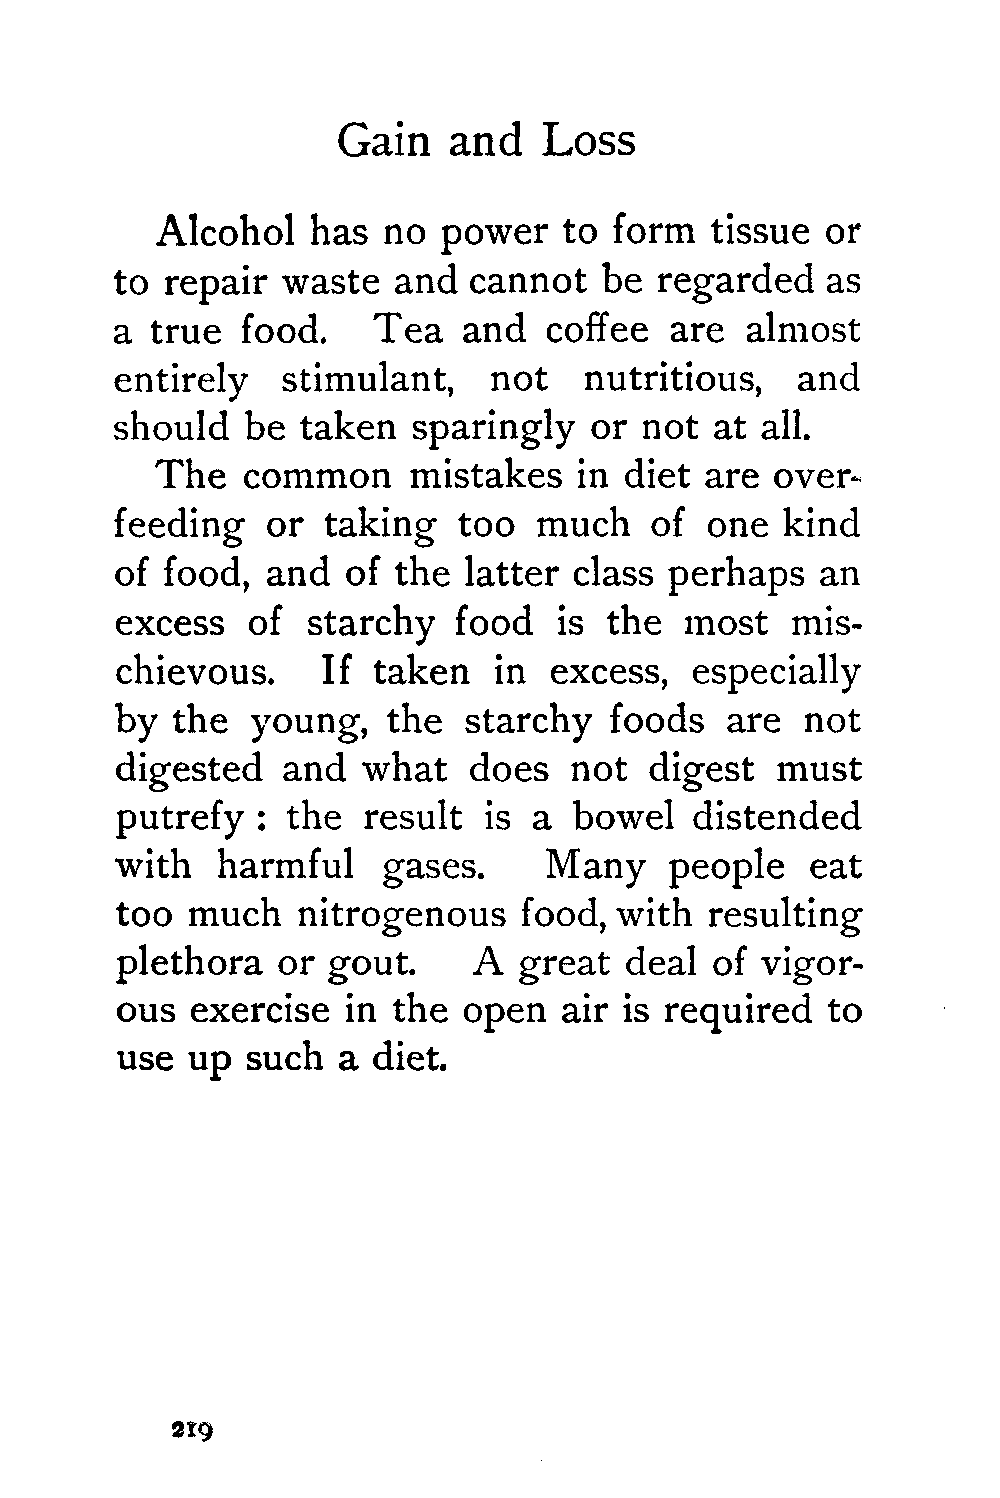 Gain and Loss
Alcohol has no power to form tissue or
to repair waste and cannot be regarded as
a true food. Tea and coffee are almost
entirely stimulant, not nutritious, and
should be taken sparingly or not at all.
The common mistakes in diet are over-
feeding or taking too much of one kind
of food, and of the latter class perhaps an
excess of starchy food is the most mis-
chievous. If taken in excess, especially
by the young, the starchy foods are not
digested and what does not digest must
putrefy : the result is a bowel distended
with harmful gases. Many people eat
too much nitrogenous food, with resulting
plethora or gout. A great deal of vigor-
ous exercise in the open air is required to
use up such a diet.
219